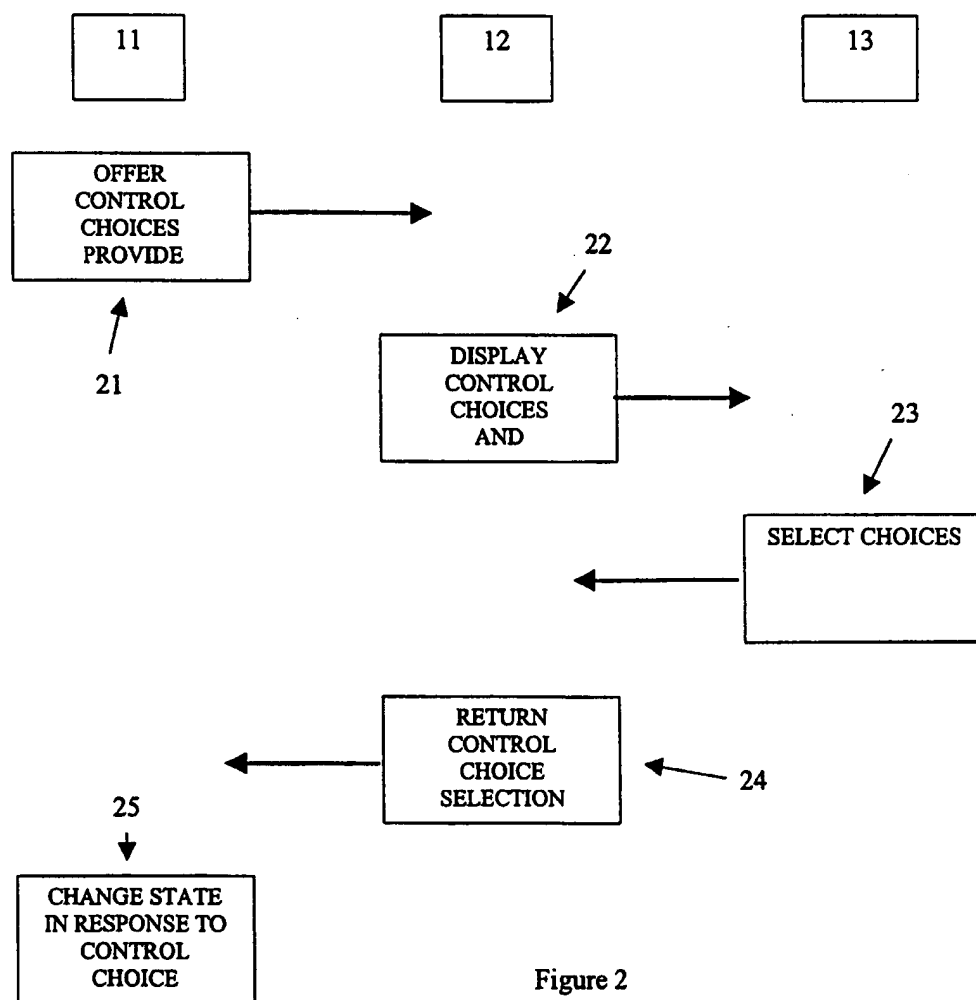 11
12
13
OFFER
CONTROL
CHOICES
PROVIDE
21
22
DISPLAY
CONTROL
CHOICES
AND
23
SELECT CHOICES
RETURN
CONTROL
CHOICE
SELECTION
24
25
CHANGE STATE
IN RESPONSE TO
CONTROL
CHOICE
Figure 2